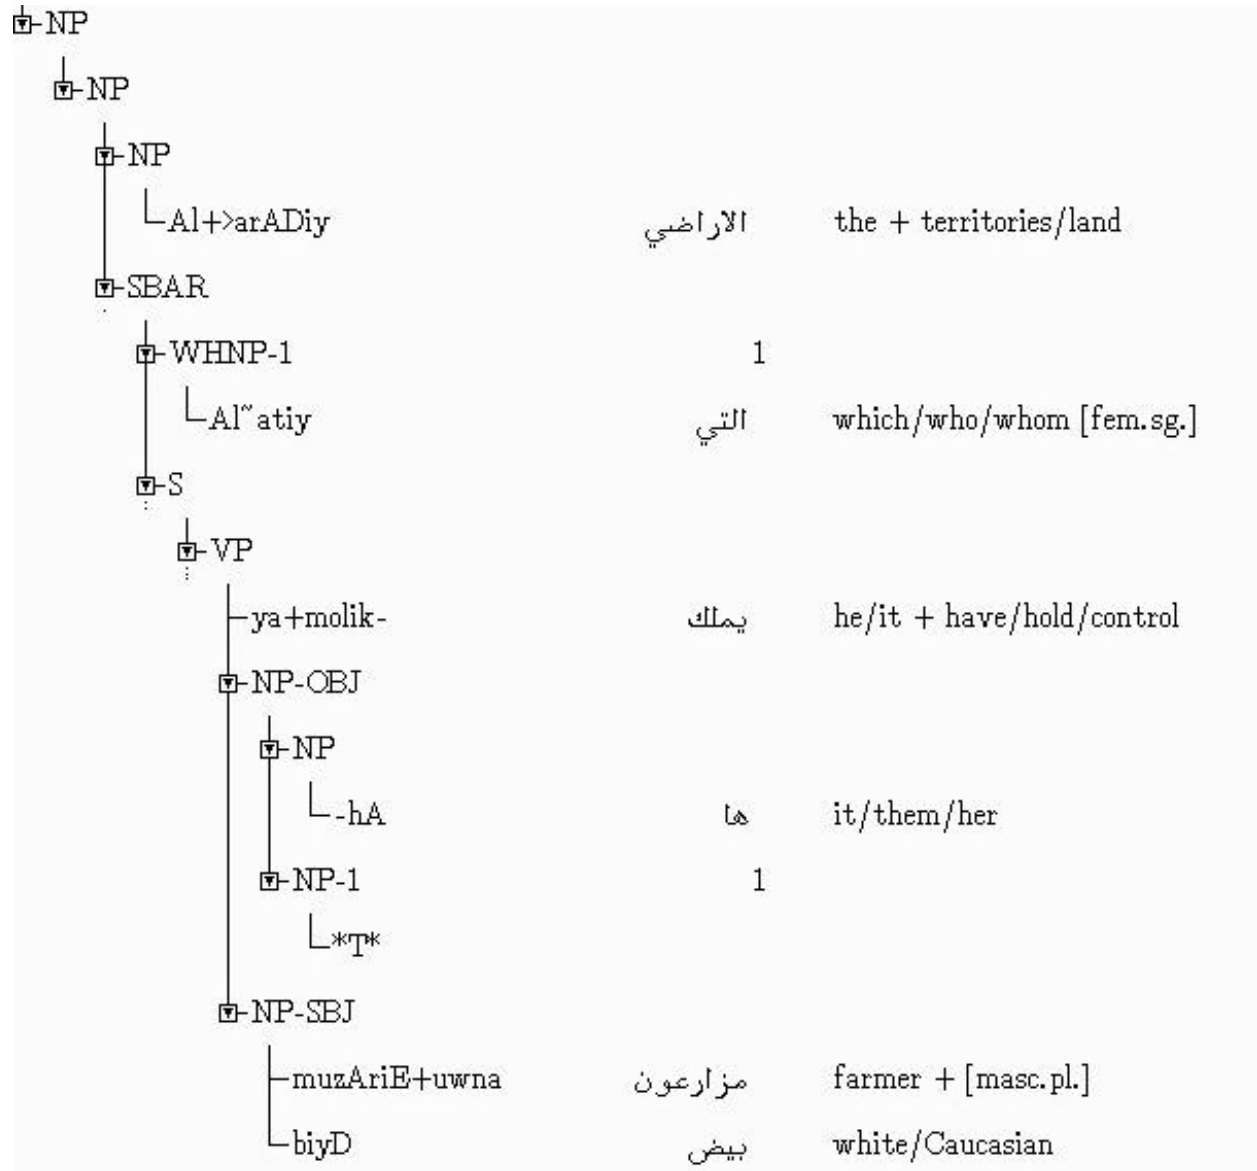 NP
NP
NP
Al+>arADiy الاراضي the + territories/land
SBAR
WHNP-1 1
Al~atiy التي which/who/whom [fem.sg.]
S
VP
ya+molik- يملك he/it + have/hold/control
NP-OBJ
NP
-hA ها it/them/her
NP-1 1
*T*
NP-SBJ
muzAriE+uwna مزارعون farmer + [masc.pl.]
biyD بيض white/Caucasian